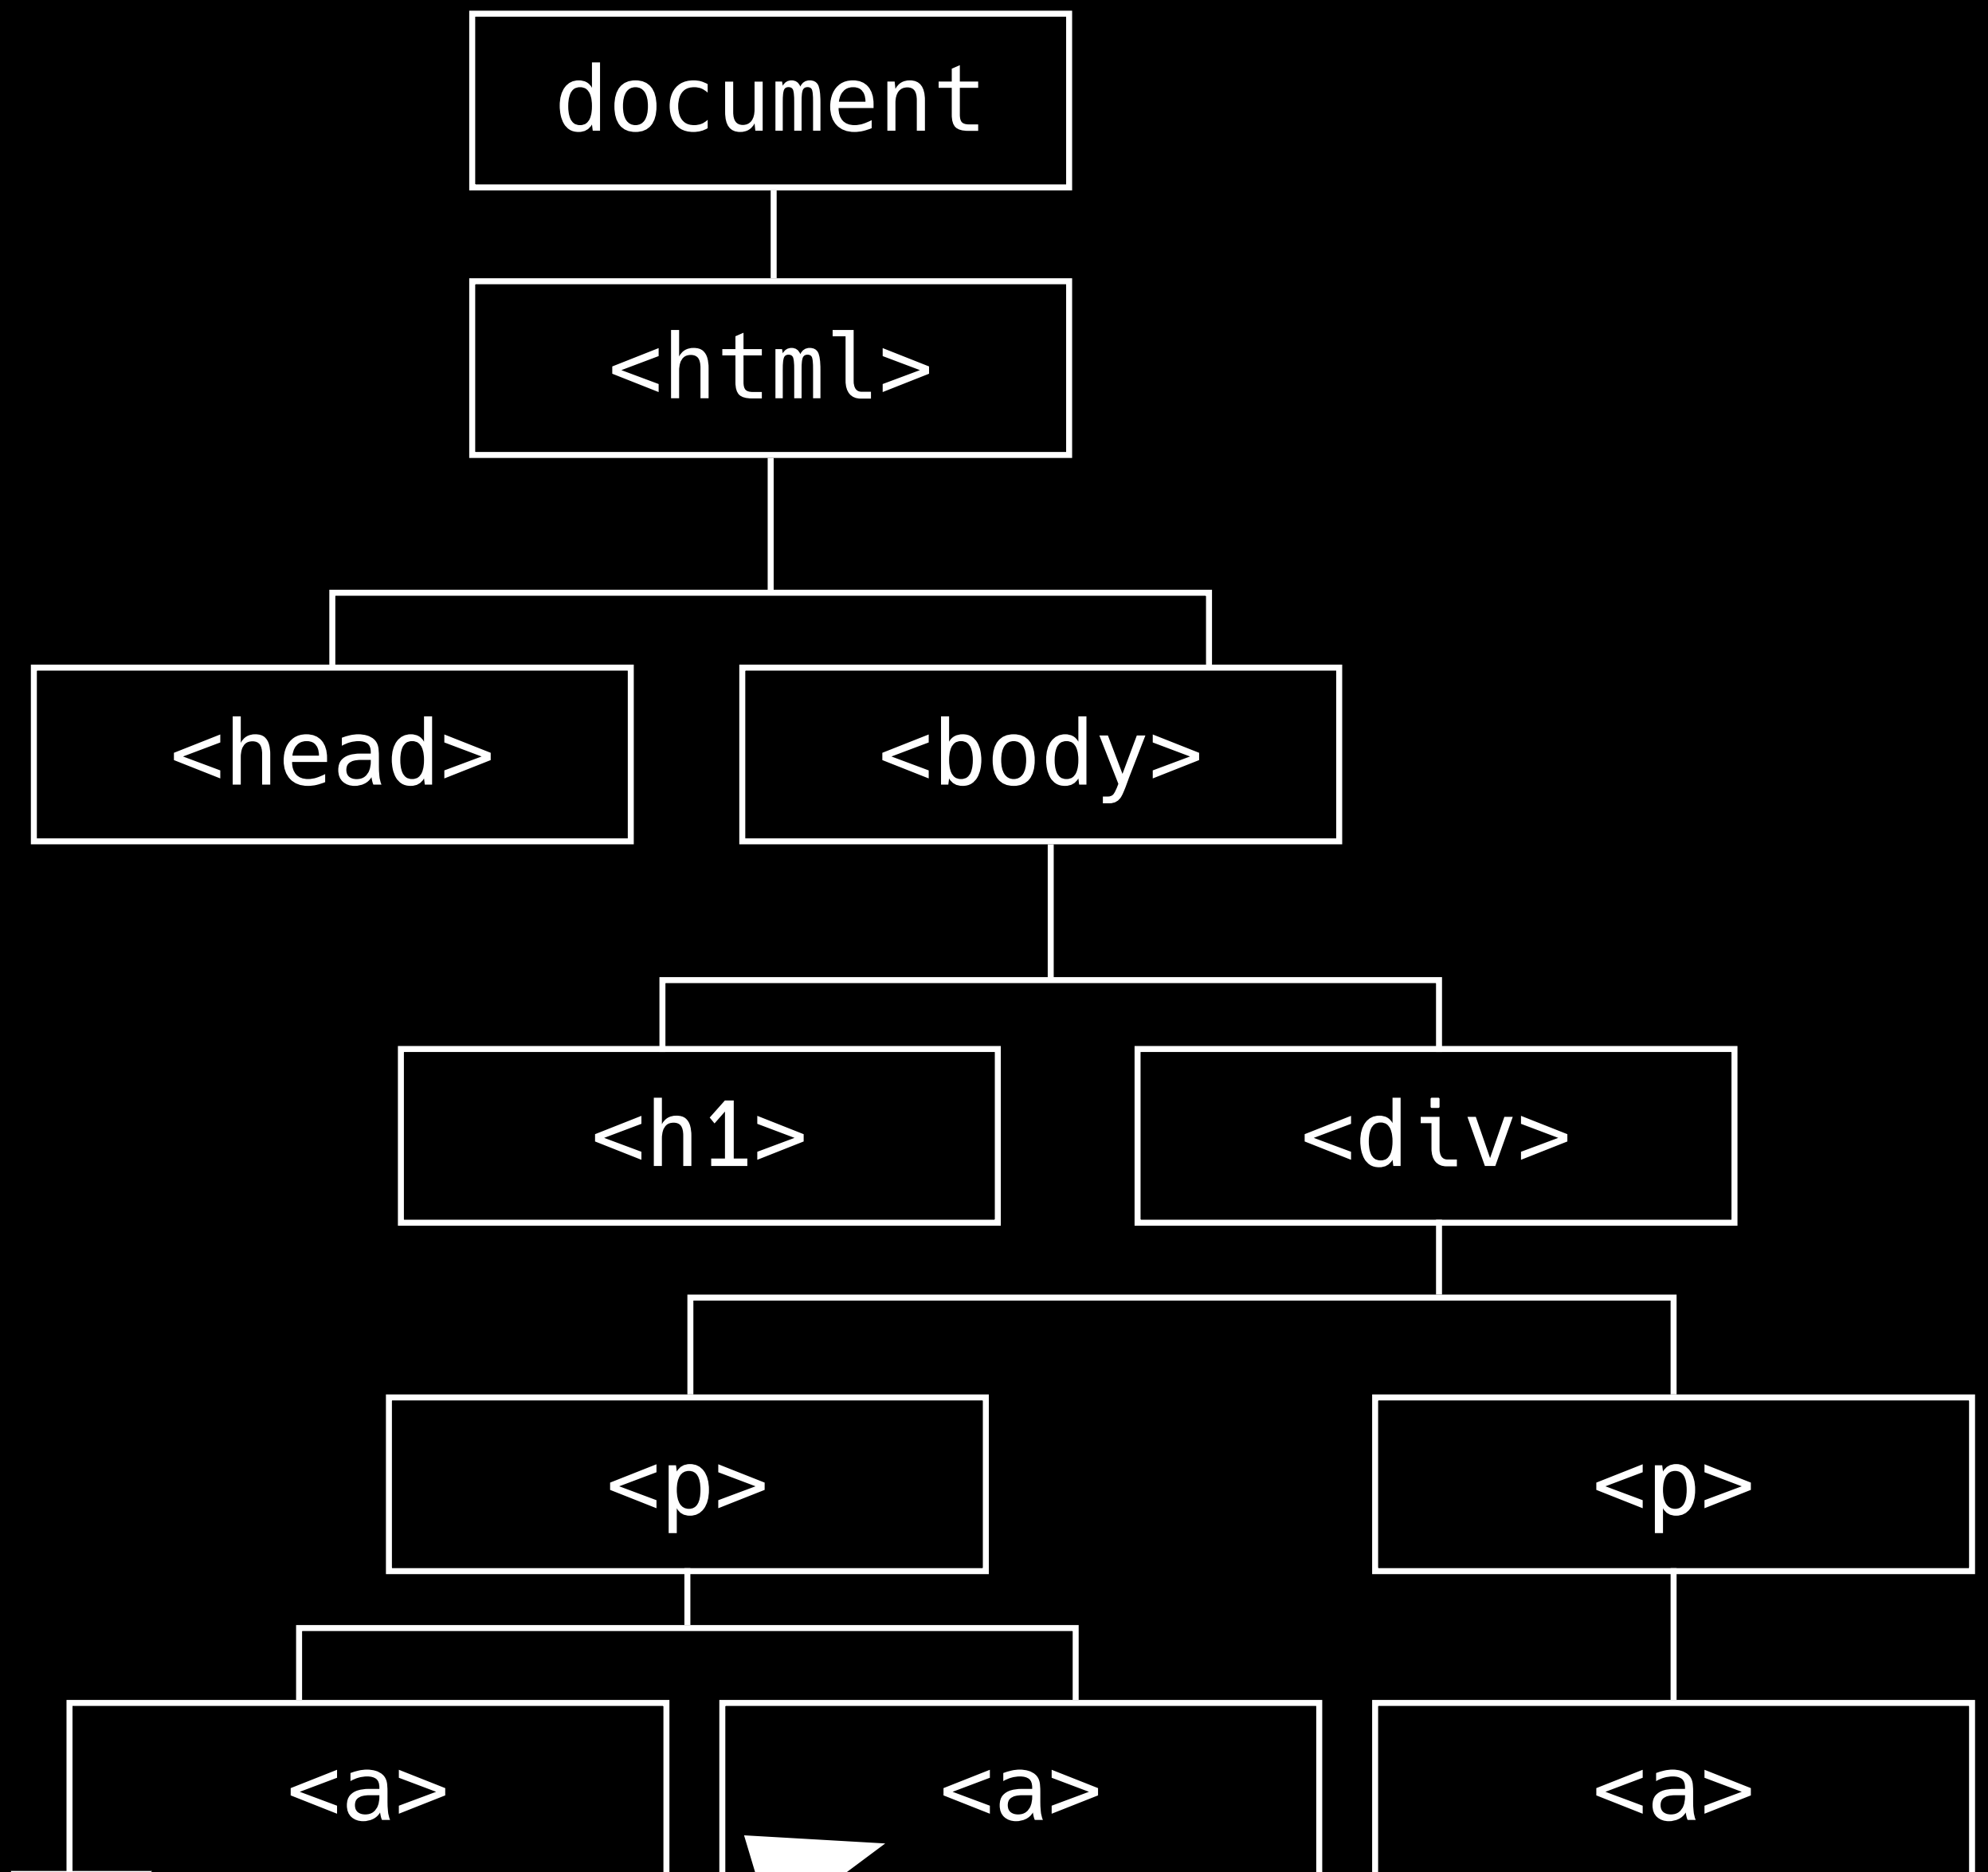 document
<html>
<head>
<body>
<h1>
<div>
<p>
<p>
<a>
<a>
<a>